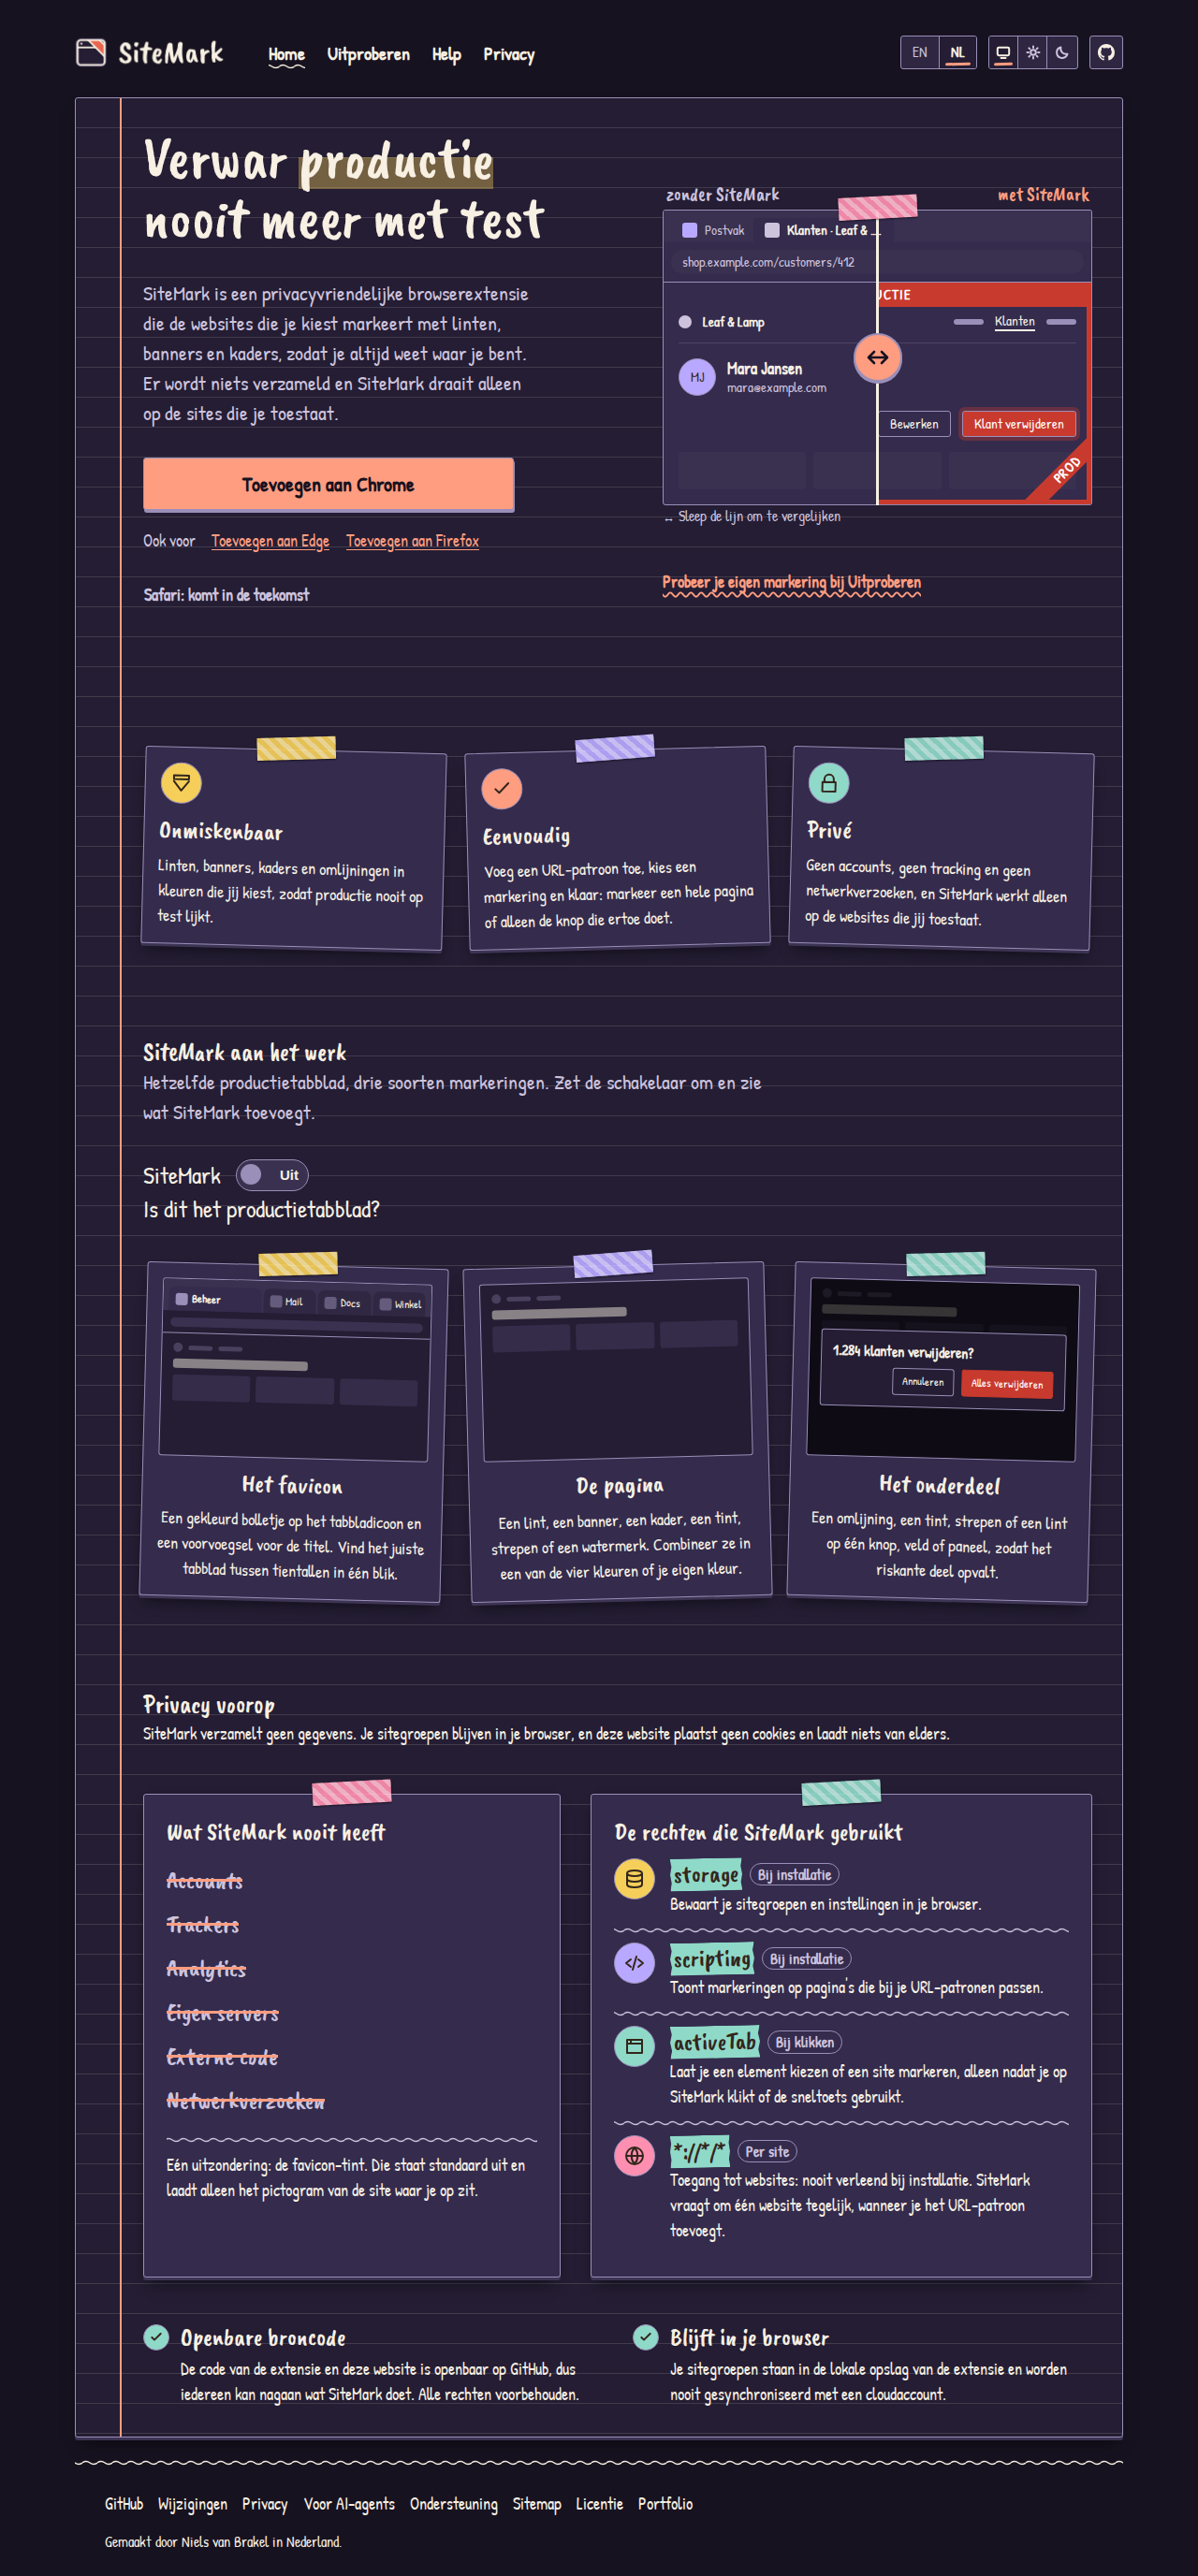 SiteMark
Home Uitproberen Help Privacy
EN NL
Verwar productie
nooit meer met test
SiteMark is een privacyvriendelijke browserextensie
die de websites die je kiest markeert met linten,
banners en kaders, zodat je altijd weet waar je bent.
Er wordt niets verzameld en SiteMark draait alleen
op de sites die je toestaat.
Toevoegen aan Chrome
Ook voor Toevoegen aan Edge Toevoegen aan Firefox
Safari: komt in de toekomst
zonder SiteMark met SiteMark
Postvak Klanten · Leaf & ...
shop.example.com/customers/412
UCTIE
Leaf & Lamp Klanten
MJ Mara Jansen
mara@example.com
Bewerken Klant verwijderen
PROD
↔ Sleep de lijn om te vergelijken
Probeer je eigen markering bij Uitproberen
Onmiskenbaar
Linten, banners, kaders en omlijningen in
kleuren die jij kiest, zodat productie nooit op
test lijkt.
Eenvoudig
Voeg een URL-patroon toe, kies een
markering en klaar: markeer een hele pagina
of alleen de knop die ertoe doet.
Privé
Geen accounts, geen tracking en geen
netwerkverzoeken, en SiteMark werkt alleen
op de websites die jij toestaat.
SiteMark aan het werk
Hetzelfde productietabblad, drie soorten markeringen. Zet de schakelaar om en zie
wat SiteMark toevoegt.
SiteMark Uit
Is dit het productietabblad?
Beheer Mail Docs Winkel
Het favicon
Een gekleurd bolletje op het tabbladicoon en
een voorvoegsel voor de titel. Vind het juiste
tabblad tussen tientallen in één blik.
De pagina
Een lint, een banner, een kader, een tint,
strepen of een watermerk. Combineer ze in
een van de vier kleuren of je eigen kleur.
1.284 klanten verwijderen?
Annuleren Alles verwijderen
Het onderdeel
Een omlijning, een tint, strepen of een lint
op één knop, veld of paneel, zodat het
riskante deel opvalt.
Privacy voorop
SiteMark verzamelt geen gegevens. Je sitegroepen blijven in je browser, en deze website plaatst geen cookies en laadt niets van elders.
Wat SiteMark nooit heeft
Accounts
Trackers
Analytics
Eigen servers
Externe code
Netwerkverzoeken
Eén uitzondering: de favicon-tint. Die staat standaard uit en
laadt alleen het pictogram van de site waar je op zit.
De rechten die SiteMark gebruikt
storage Bij installatie
Bewaart je sitegroepen en instellingen in je browser.
scripting Bij installatie
Toont markeringen op pagina's die bij je URL-patronen passen.
activeTab Bij klikken
Laat je een element kiezen of een site markeren, alleen nadat je op
SiteMark klikt of de sneltoets gebruikt.
*://*/* Per site
Toegang tot websites: nooit verleend bij installatie. SiteMark
vraagt om één website tegelijk, wanneer je het URL-patroon
toevoegt.
Openbare broncode
De code van de extensie en deze website is openbaar op GitHub, dus
iedereen kan nagaan wat SiteMark doet. Alle rechten voorbehouden.
Blijft in je browser
Je sitegroepen staan in de lokale opslag van de extensie en worden
nooit gesynchroniseerd met een cloudaccount.
GitHub Wijzigingen Privacy Voor AI-agents Ondersteuning Sitemap Licentie Portfolio
Gemaakt door Niels van Brakel in Nederland.